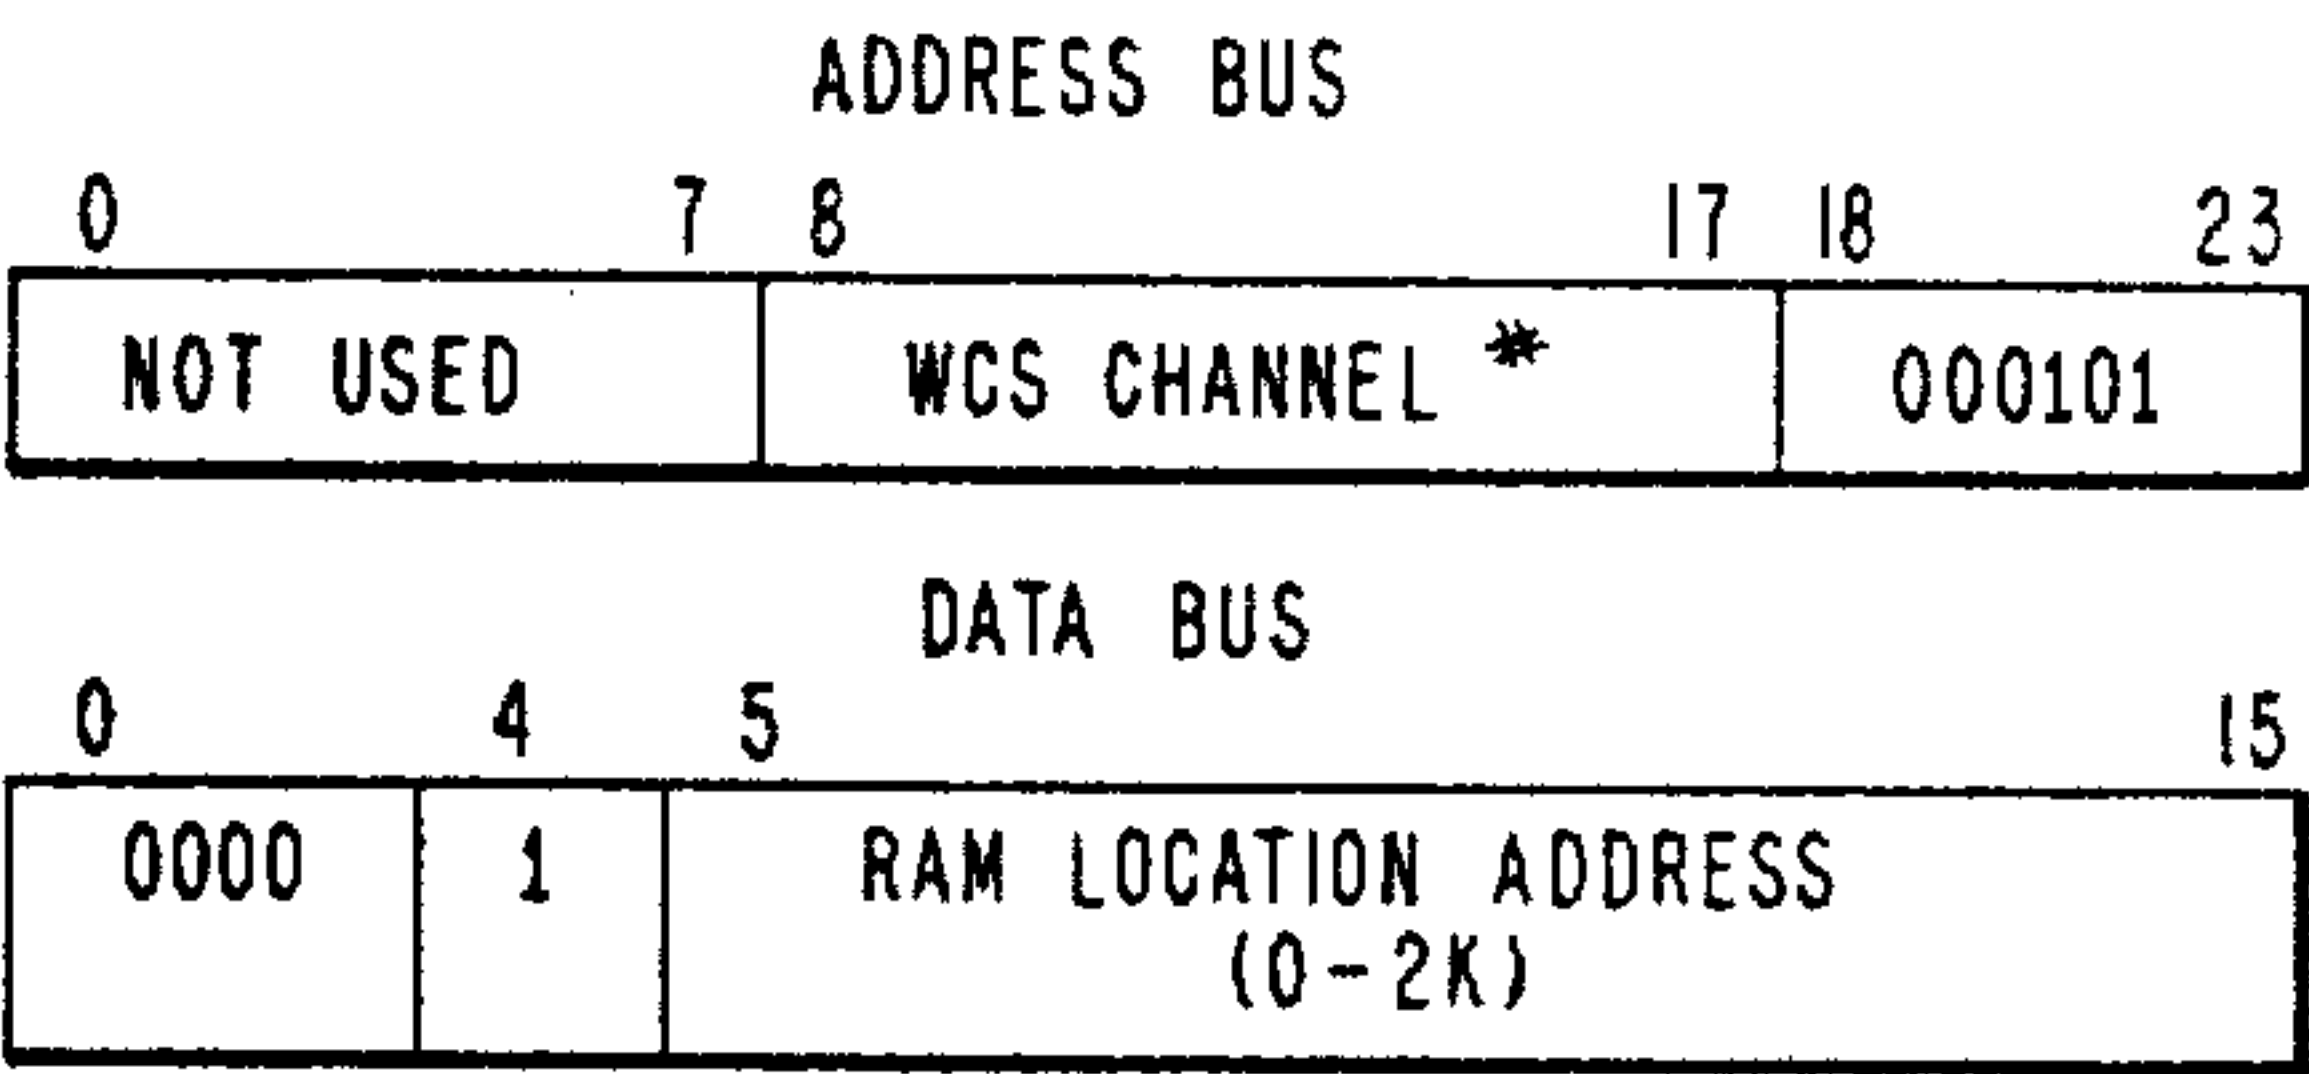 ADDRESS BUS
0 7 8 17 18 23
NOT USED WCS CHANNEL * 000101
DATA BUS
0 4 5 15
0000 1 RAM LOCATION ADDRESS
(0-2K)